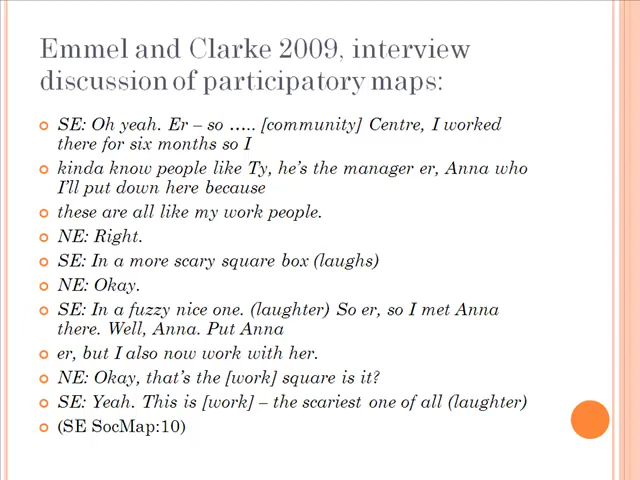 Emmel and Clarke 2009, interview
discussion of participatory maps:
SE: Oh yeah. Er – so ….. [community] Centre, I worked
there for six months so I
kinda know people like Ty, he's the manager er, Anna who
I'll put down here because
these are all like my work people.
NE: Right.
SE: In a more scary square box (laughs)
NE: Okay.
SE: In a fuzzy nice one. (laughter) So er, so I met Anna
there. Well, Anna. Put Anna
er, but I also now work with her.
NE: Okay, that's the [work] square is it?
SE: Yeah. This is [work] – the scariest one of all (laughter)
(SE SocMap:10)